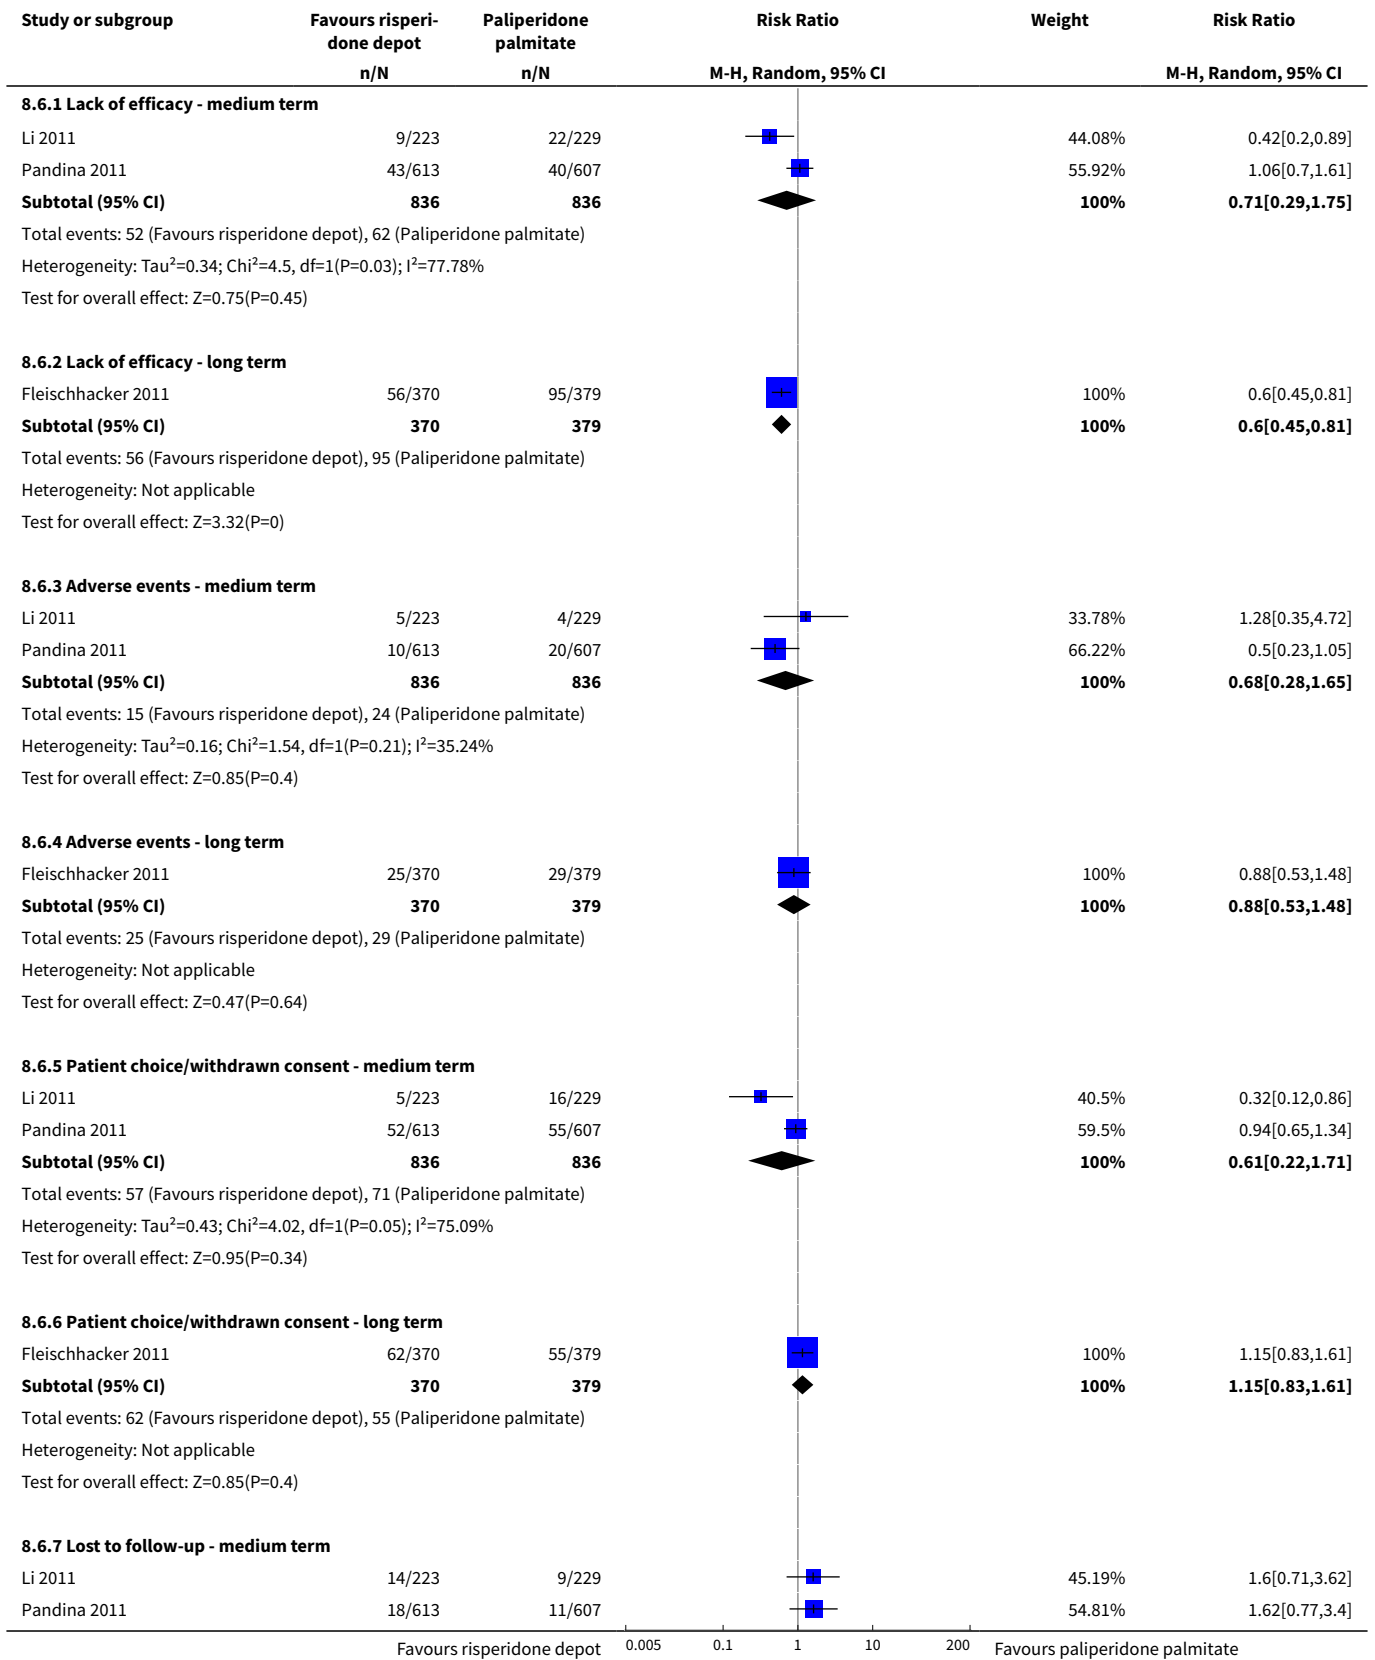 Study or subgroup Favours risperi- Paliperidone Risk Ratio Weight Risk Ratio
done depot palmitate
n/N n/N M-H, Random, 95% CI M-H, Random, 95% CI
8.6.1 Lack of efficacy - medium term
Li 2011 9/223 22/229 44.08% 0.42[0.2,0.89]
Pandina 2011 43/613 40/607 55.92% 1.06[0.7,1.61]
Subtotal (95% CI) 836 836 100% 0.71[0.29,1.75]
Total events: 52 (Favours risperidone depot), 62 (Paliperidone palmitate)
Heterogeneity: Tau²=0.34; Chi²=4.5, df=1(P=0.03); I²=77.78%
Test for overall effect: Z=0.75(P=0.45)
8.6.2 Lack of efficacy - long term
Fleischhacker 2011 56/370 95/379 100% 0.6[0.45,0.81]
Subtotal (95% CI) 370 379 100% 0.6[0.45,0.81]
Total events: 56 (Favours risperidone depot), 95 (Paliperidone palmitate)
Heterogeneity: Not applicable
Test for overall effect: Z=3.32(P=0)
8.6.3 Adverse events - medium term
Li 2011 5/223 4/229 33.78% 1.28[0.35,4.72]
Pandina 2011 10/613 20/607 66.22% 0.5[0.23,1.05]
Subtotal (95% CI) 836 836 100% 0.68[0.28,1.65]
Total events: 15 (Favours risperidone depot), 24 (Paliperidone palmitate)
Heterogeneity: Tau²=0.16; Chi²=1.54, df=1(P=0.21); I²=35.24%
Test for overall effect: Z=0.85(P=0.4)
8.6.4 Adverse events - long term
Fleischhacker 2011 25/370 29/379 100% 0.88[0.53,1.48]
Subtotal (95% CI) 370 379 100% 0.88[0.53,1.48]
Total events: 25 (Favours risperidone depot), 29 (Paliperidone palmitate)
Heterogeneity: Not applicable
Test for overall effect: Z=0.47(P=0.64)
8.6.5 Patient choice/withdrawn consent - medium term
Li 2011 5/223 16/229 40.5% 0.32[0.12,0.86]
Pandina 2011 52/613 55/607 59.5% 0.94[0.65,1.34]
Subtotal (95% CI) 836 836 100% 0.61[0.22,1.71]
Total events: 57 (Favours risperidone depot), 71 (Paliperidone palmitate)
Heterogeneity: Tau²=0.43; Chi²=4.02, df=1(P=0.05); I²=75.09%
Test for overall effect: Z=0.95(P=0.34)
8.6.6 Patient choice/withdrawn consent - long term
Fleischhacker 2011 62/370 55/379 100% 1.15[0.83,1.61]
Subtotal (95% CI) 370 379 100% 1.15[0.83,1.61]
Total events: 62 (Favours risperidone depot), 55 (Paliperidone palmitate)
Heterogeneity: Not applicable
Test for overall effect: Z=0.85(P=0.4)
8.6.7 Lost to follow-up - medium term
Li 2011 14/223 9/229 45.19% 1.6[0.71,3.62]
Pandina 2011 18/613 11/607 54.81% 1.62[0.77,3.4]
Favours risperidone depot 0.005 0.1 1 10 200 Favours paliperidone palmitate